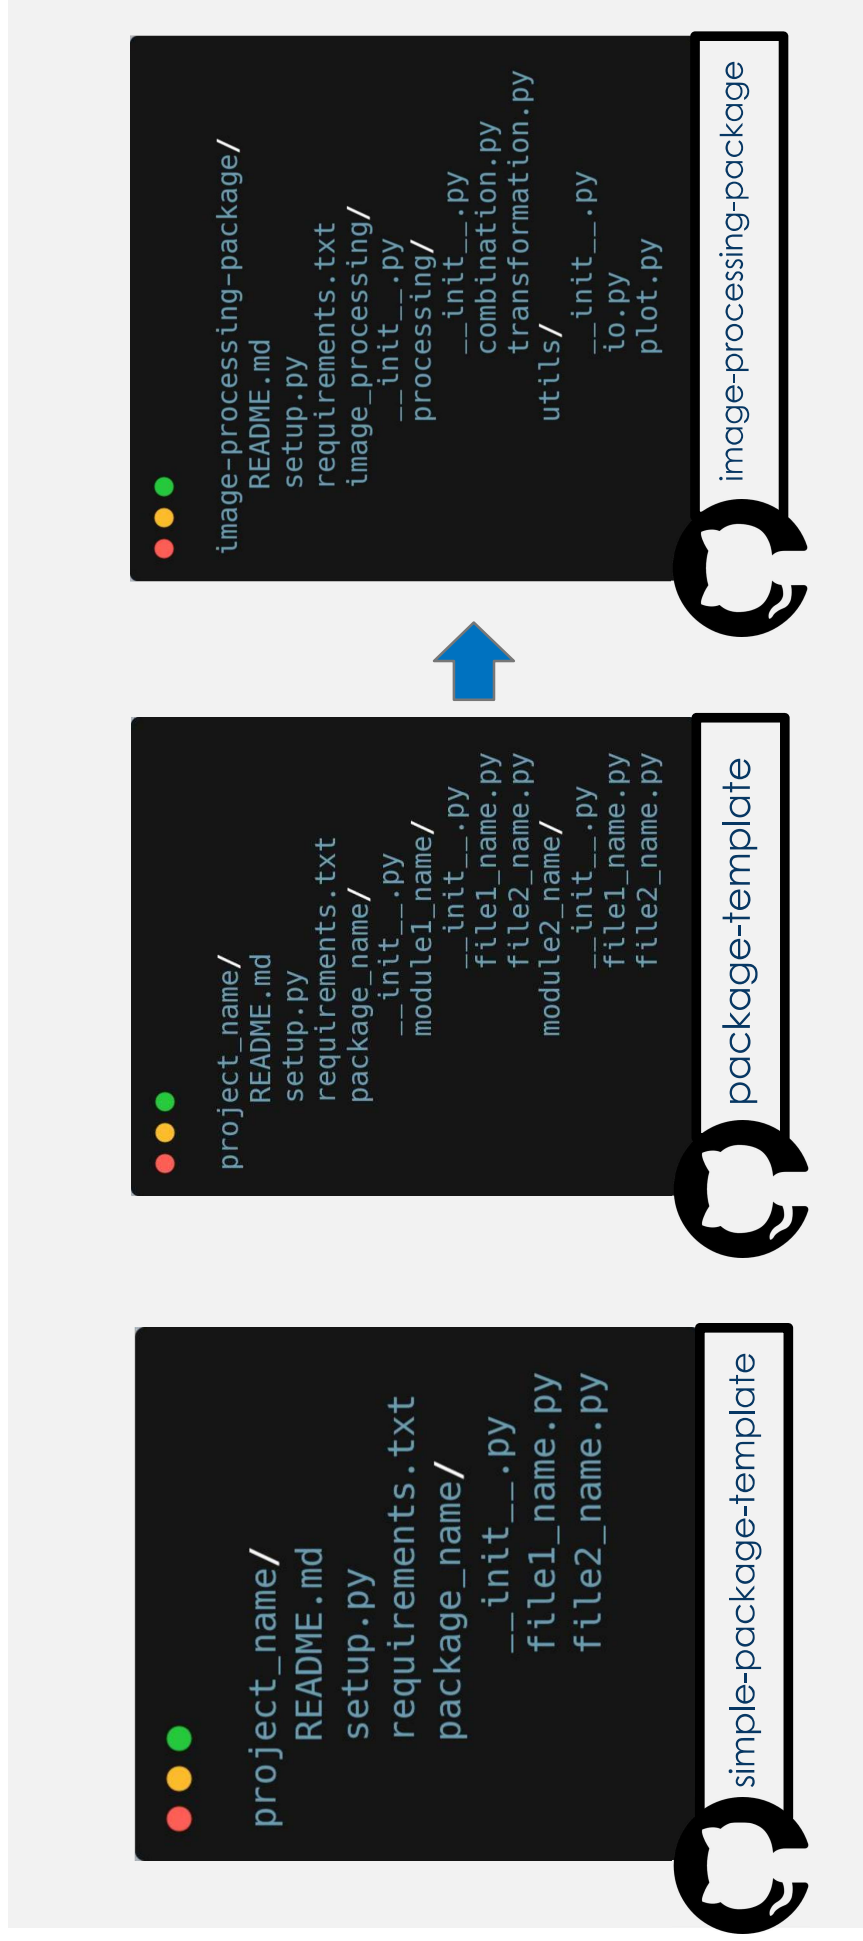 project_name/
README.md
setup.py
requirements.txt
package_name/
__init__.py
file1_name.py
file2_name.py
simple-package-template
project_name/
README.md
setup.py
requirements.txt
package_name/
__init__.py
module1_name/
__init__.py
file1_name.py
file2_name.py
module2_name/
__init__.py
file1_name.py
file2_name.py
package-template
image-processing-package/
README.md
setup.py
requirements.txt
image_processing/
__init__.py
processing/
__init__.py
combination.py
transformation.py
utils/
__init__.py
io.py
plot.py
image-processing-package